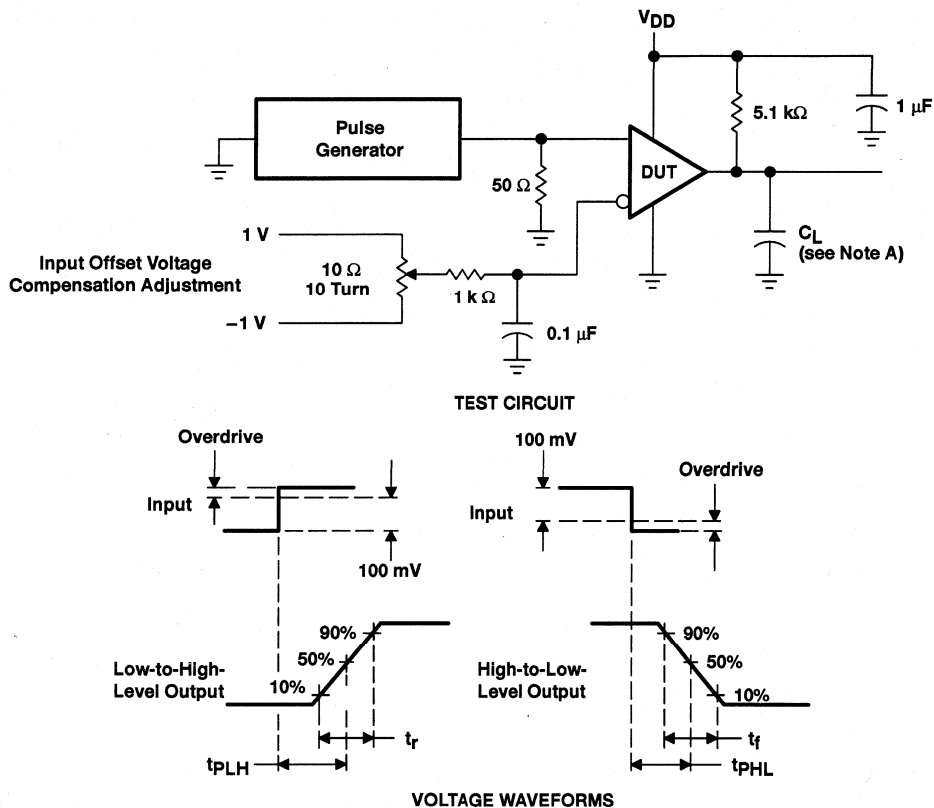 VDD
Pulse
Generator
50 Ω
DUT
5.1 kΩ
1 μF
CL
(see Note A)
Input Offset Voltage
Compensation Adjustment
1 V
10 Ω
10 Turn
−1 V
1 k Ω
0.1 μF
TEST CIRCUIT
Overdrive
Input
100 mV
100 mV
Overdrive
Input
Low-to-High-
Level Output
90%
50%
10%
tr
tPLH
High-to-Low-
Level Output
90%
50%
10%
tf
tPHL
VOLTAGE WAVEFORMS